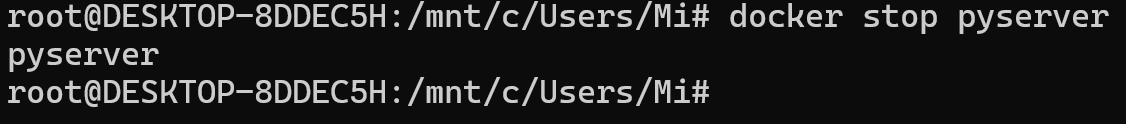 root@DESKTOP-8DDEC5H:/mnt/c/Users/Mi# docker stop pyserver
pyserver
root@DESKTOP-8DDEC5H:/mnt/c/Users/Mi#